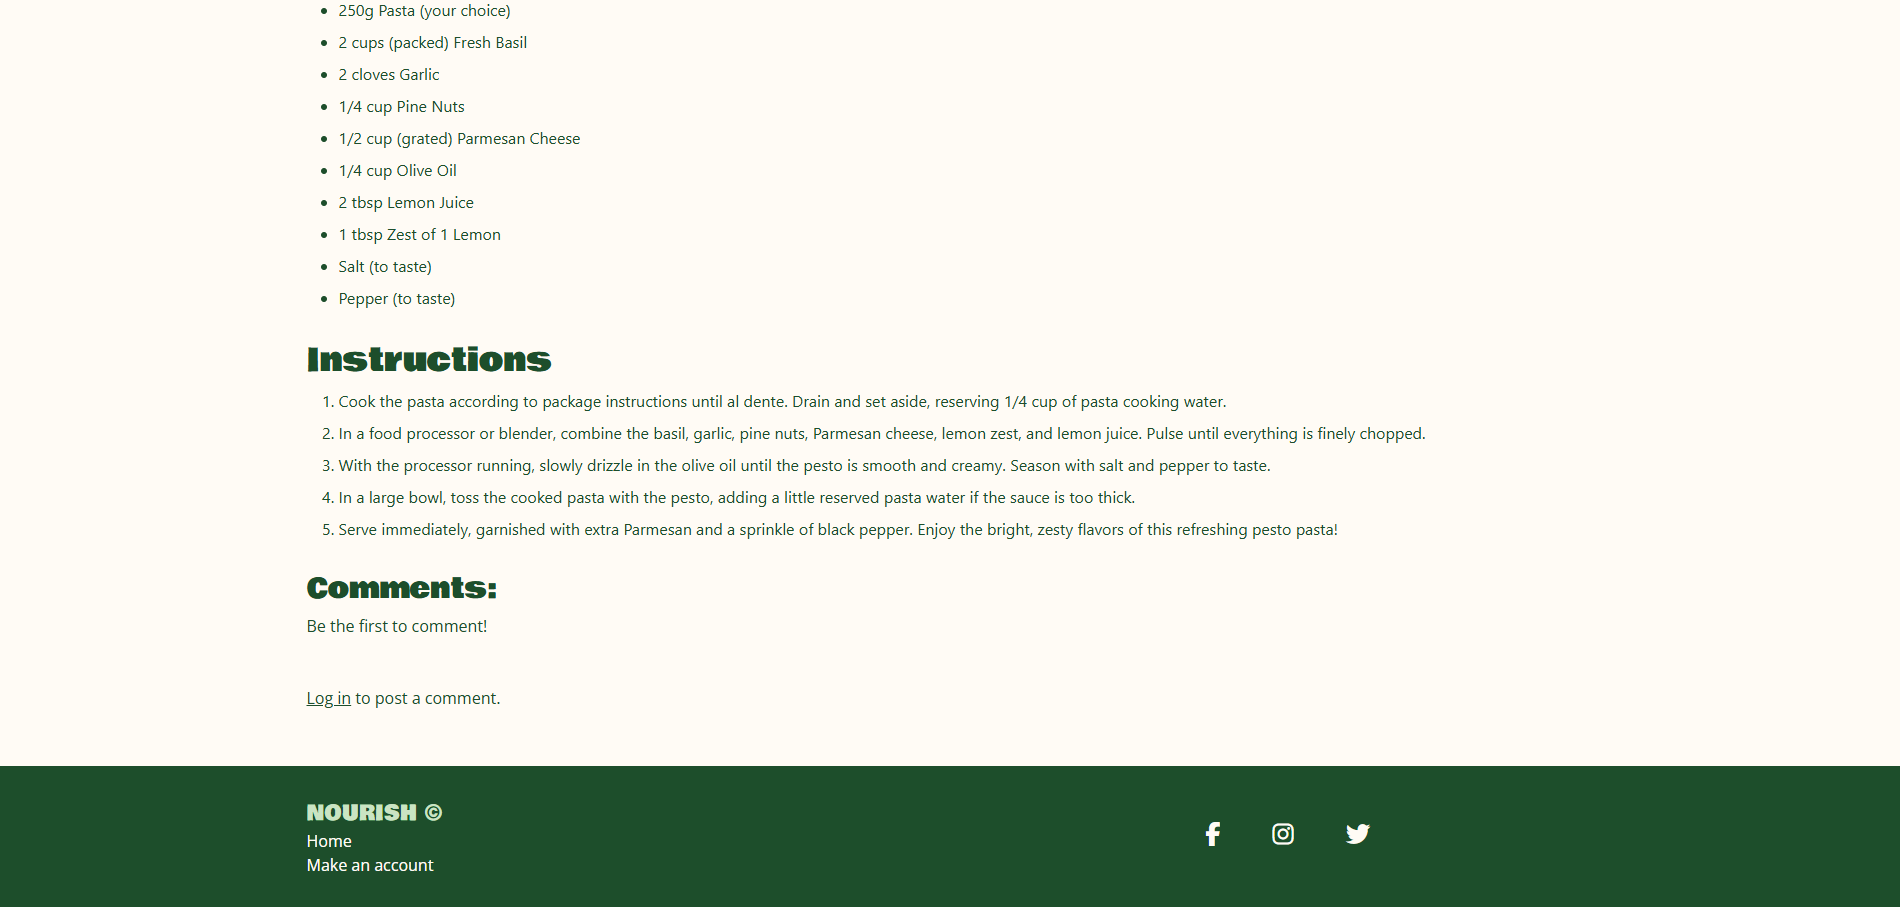 250g Pasta (your choice)
2 cups (packed) Fresh Basil
2 cloves Garlic
1/4 cup Pine Nuts
1/2 cup (grated) Parmesan Cheese
1/4 cup Olive Oil
2 tbsp Lemon Juice
1 tbsp Zest of 1 Lemon
Salt (to taste)
Pepper (to taste)
Instructions
1. Cook the pasta according to package instructions until al dente. Drain and set aside, reserving 1/4 cup of pasta cooking water.
2. In a food processor or blender, combine the basil, garlic, pine nuts, Parmesan cheese, lemon zest, and lemon juice. Pulse until everything is finely chopped.
3. With the processor running, slowly drizzle in the olive oil until the pesto is smooth and creamy. Season with salt and pepper to taste.
4. In a large bowl, toss the cooked pasta with the pesto, adding a little reserved pasta water if the sauce is too thick.
5. Serve immediately, garnished with extra Parmesan and a sprinkle of black pepper. Enjoy the bright, zesty flavors of this refreshing pesto pasta!
Comments:
Be the first to comment!
Log in to post a comment.
NOURISH ©
Home
Make an account